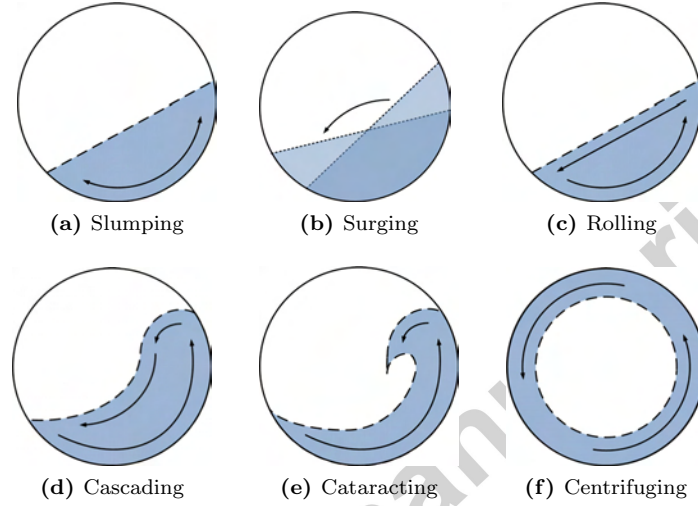 (a) Slumping
(b) Surging
(c) Rolling
(d) Cascading
(e) Cataracting
(f) Centrifuging